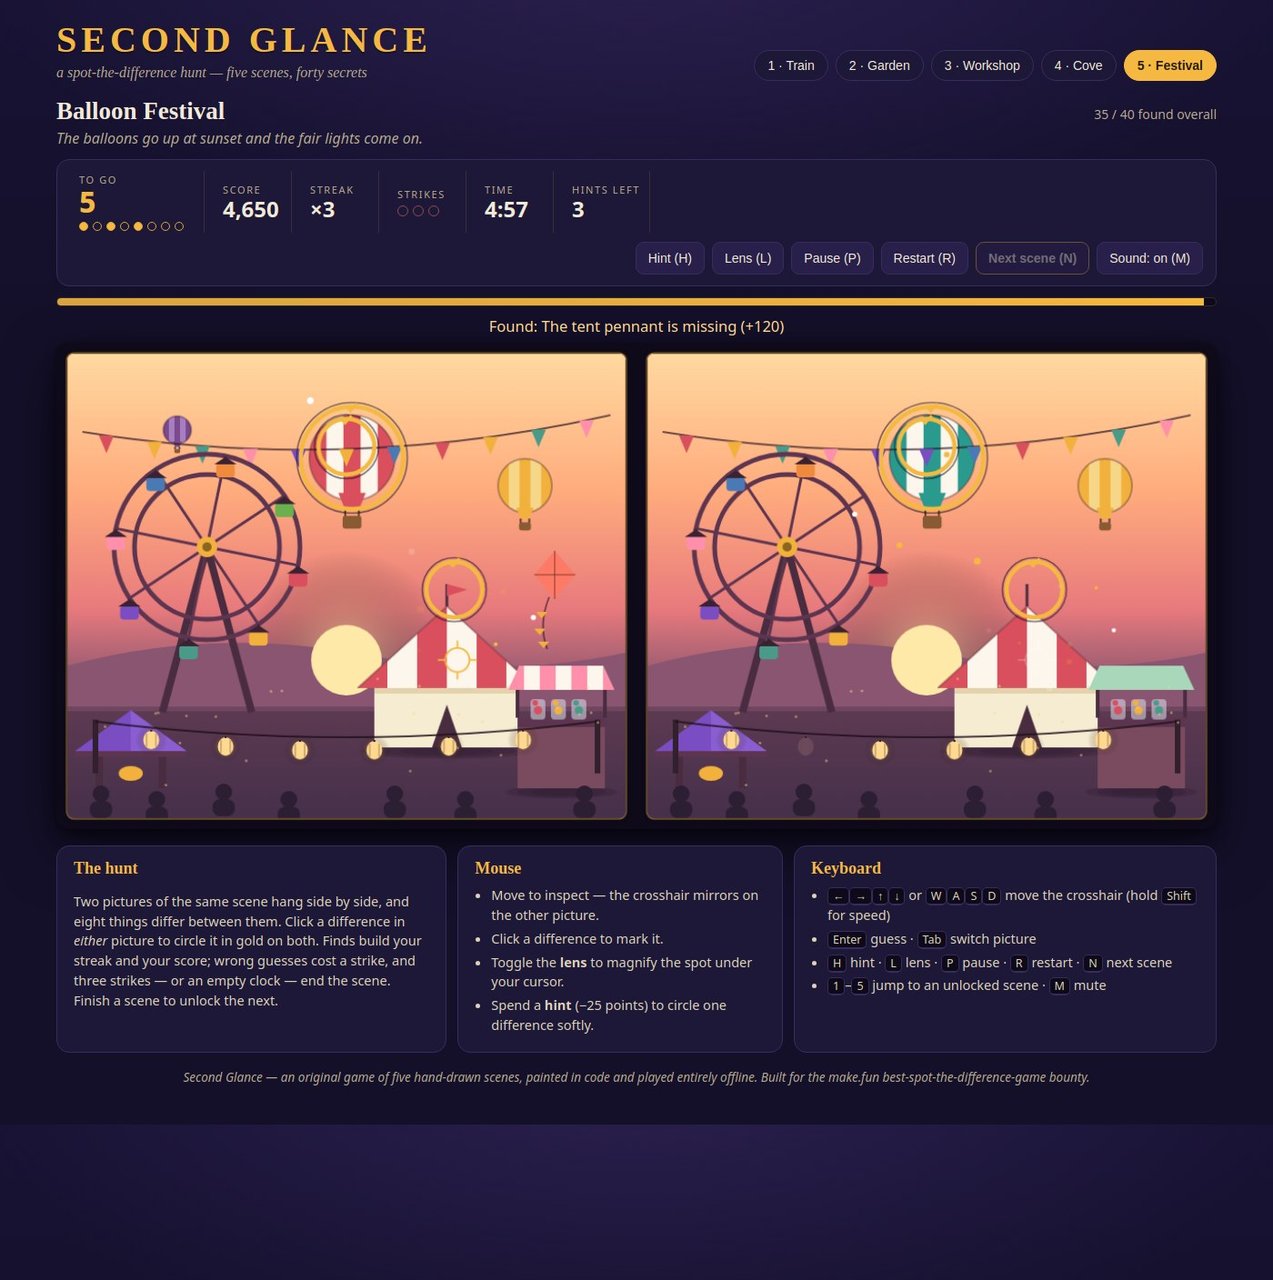 SECOND GLANCE
a spot-the-difference hunt — five scenes, forty secrets
1 · Train
2 · Garden
3 · Workshop
4 · Cove
5 · Festival
Balloon Festival
35 / 40 found overall
The balloons go up at sunset and the fair lights come on.
TO GO
5
SCORE
4,650
STREAK
×3
STRIKES
TIME
4:57
HINTS LEFT
3
Hint (H)
Lens (L)
Pause (P)
Restart (R)
Next scene (N)
Sound: on (M)
Found: The tent pennant is missing (+120)
The hunt
Two pictures of the same scene hang side by side, and
eight things differ between them. Click a difference in
either picture to circle it in gold on both. Finds build your
streak and your score; wrong guesses cost a strike, and
three strikes — or an empty clock — end the scene.
Finish a scene to unlock the next.
Mouse
Move to inspect — the crosshair mirrors on
the other picture.
Click a difference to mark it.
Toggle the lens to magnify the spot under
your cursor.
Spend a hint (−25 points) to circle one
difference softly.
Keyboard
← → ↑ ↓ or W A S D move the crosshair (hold Shift
for speed)
Enter guess · Tab switch picture
H hint · L lens · P pause · R restart · N next scene
1–5 jump to an unlocked scene · M mute
Second Glance — an original game of five hand-drawn scenes, painted in code and played entirely offline. Built for the make.fun best-spot-the-difference-game bounty.